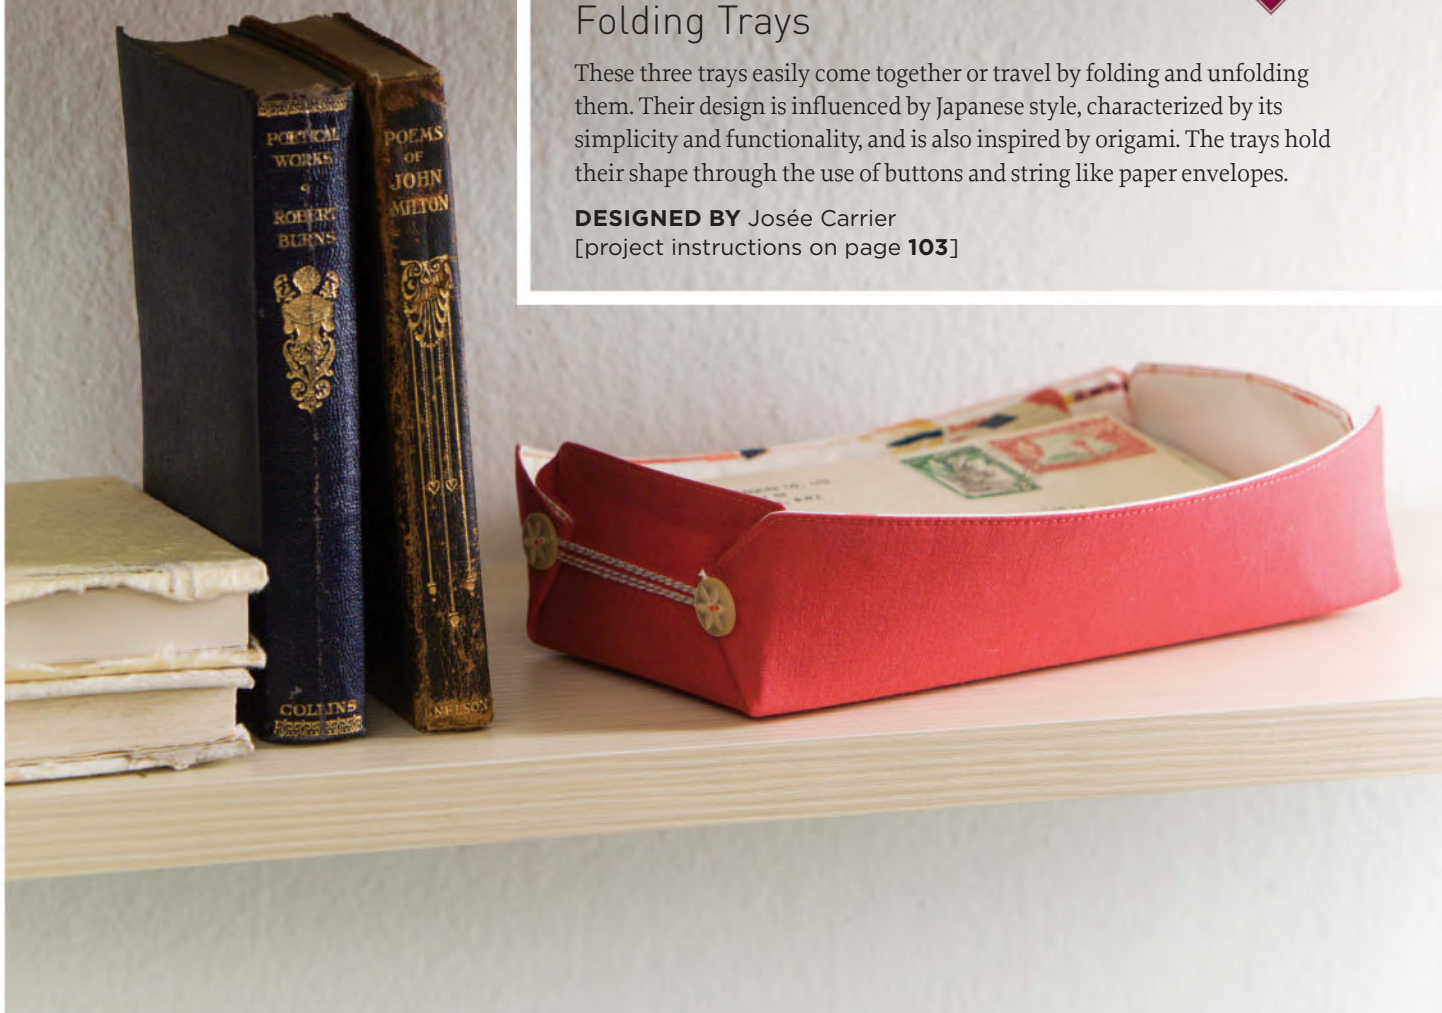 Folding Trays
These three trays easily come together or travel by folding and unfolding
them. Their design is influenced by Japanese style, characterized by its
simplicity and functionality, and is also inspired by origami. The trays hold
their shape through the use of buttons and string like paper envelopes.
DESIGNED BY Josée Carrier
[project instructions on page 103]
POETICAL
WORKS
ROBERT
BURNS
COLLINS
POEMS
OF
JOHN
MILTON
NELSON